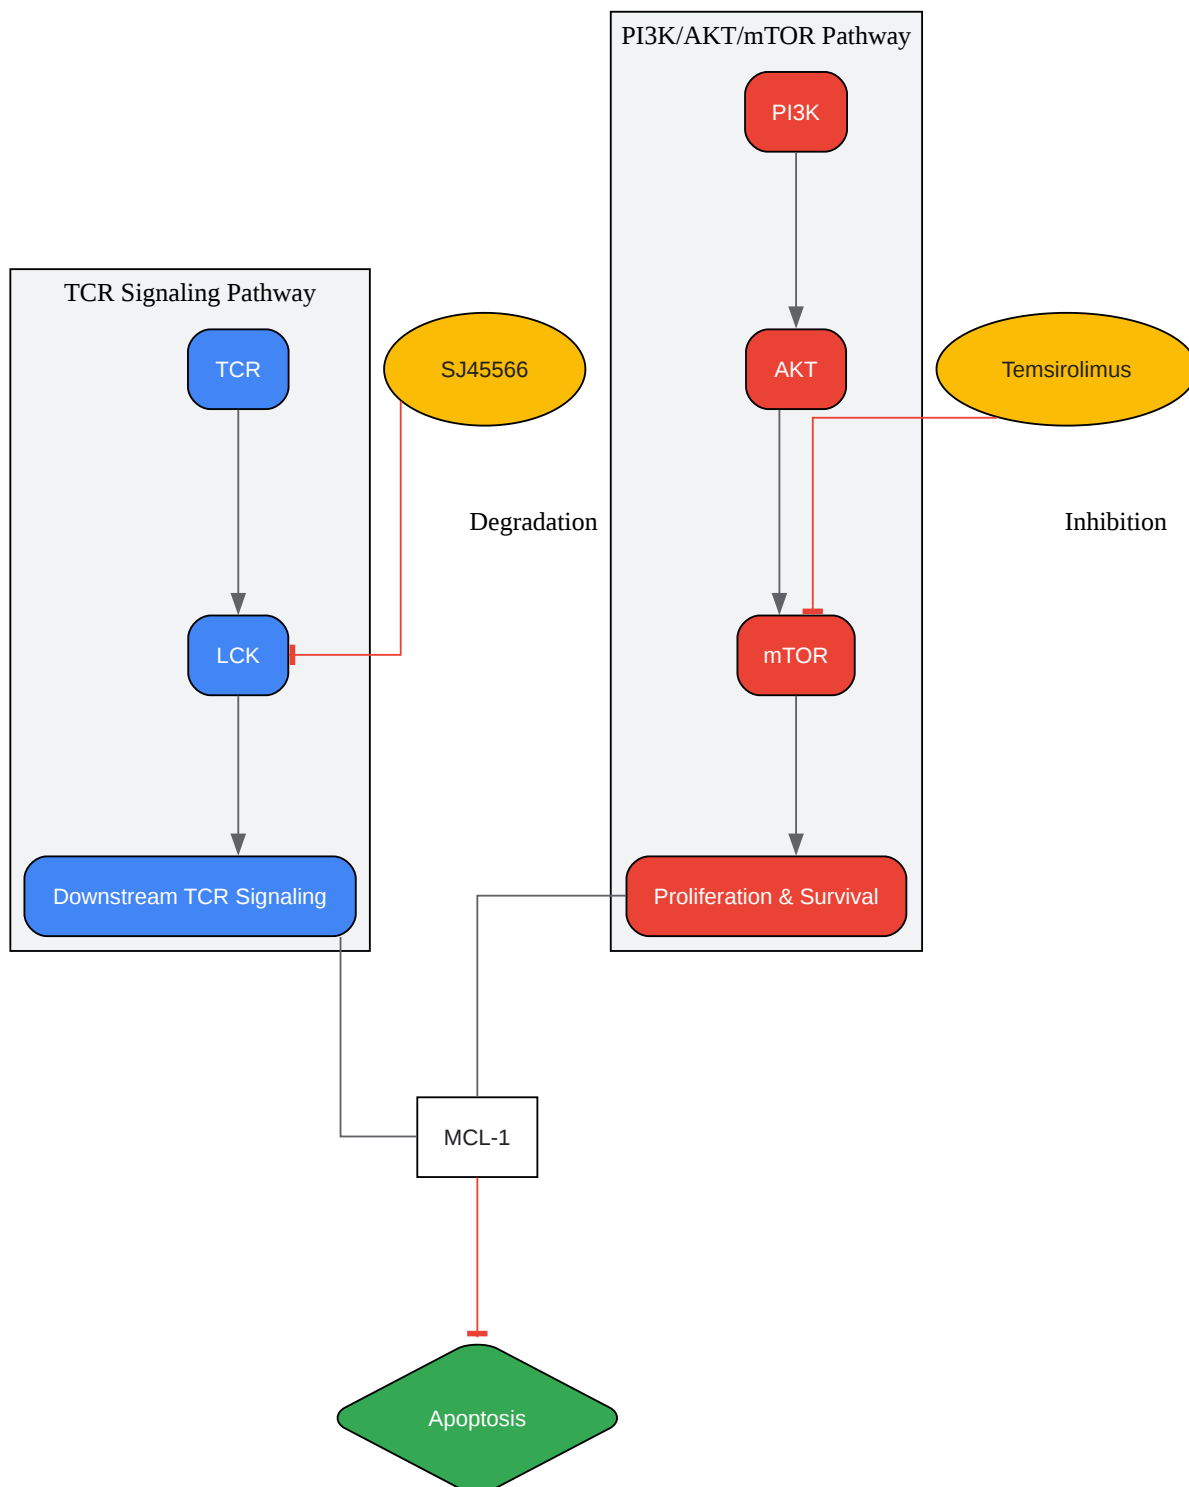 PI3K/AKT/mTOR Pathway
PI3K
TCR Signaling Pathway
TCR
SJ45566
AKT
Temsirolimus
Degradation
Inhibition
LCK
mTOR
Downstream TCR Signaling
Proliferation & Survival
MCL-1
Apoptosis